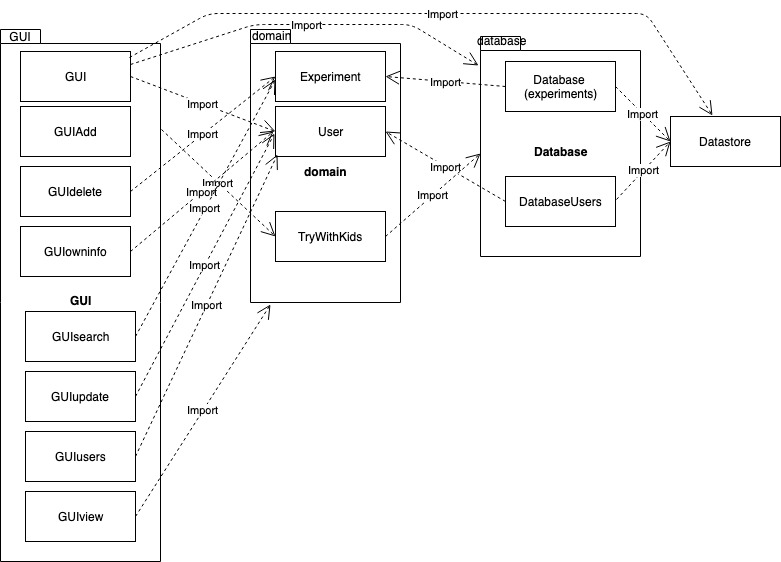 Import
Import
GUI
domain
database
GUI
Experiment
Import
Database
(experiments)
Import
Import
GUIAdd
Import
User
Database
Datastore
GUIdelete
Import
Import
domain
Import
Import
Import
Import
DatabaseUsers
GUIowninfo
TryWithKids
Import
GUI
Import
GUIsearch
GUIupdate
Import
GUIusers
GUIview